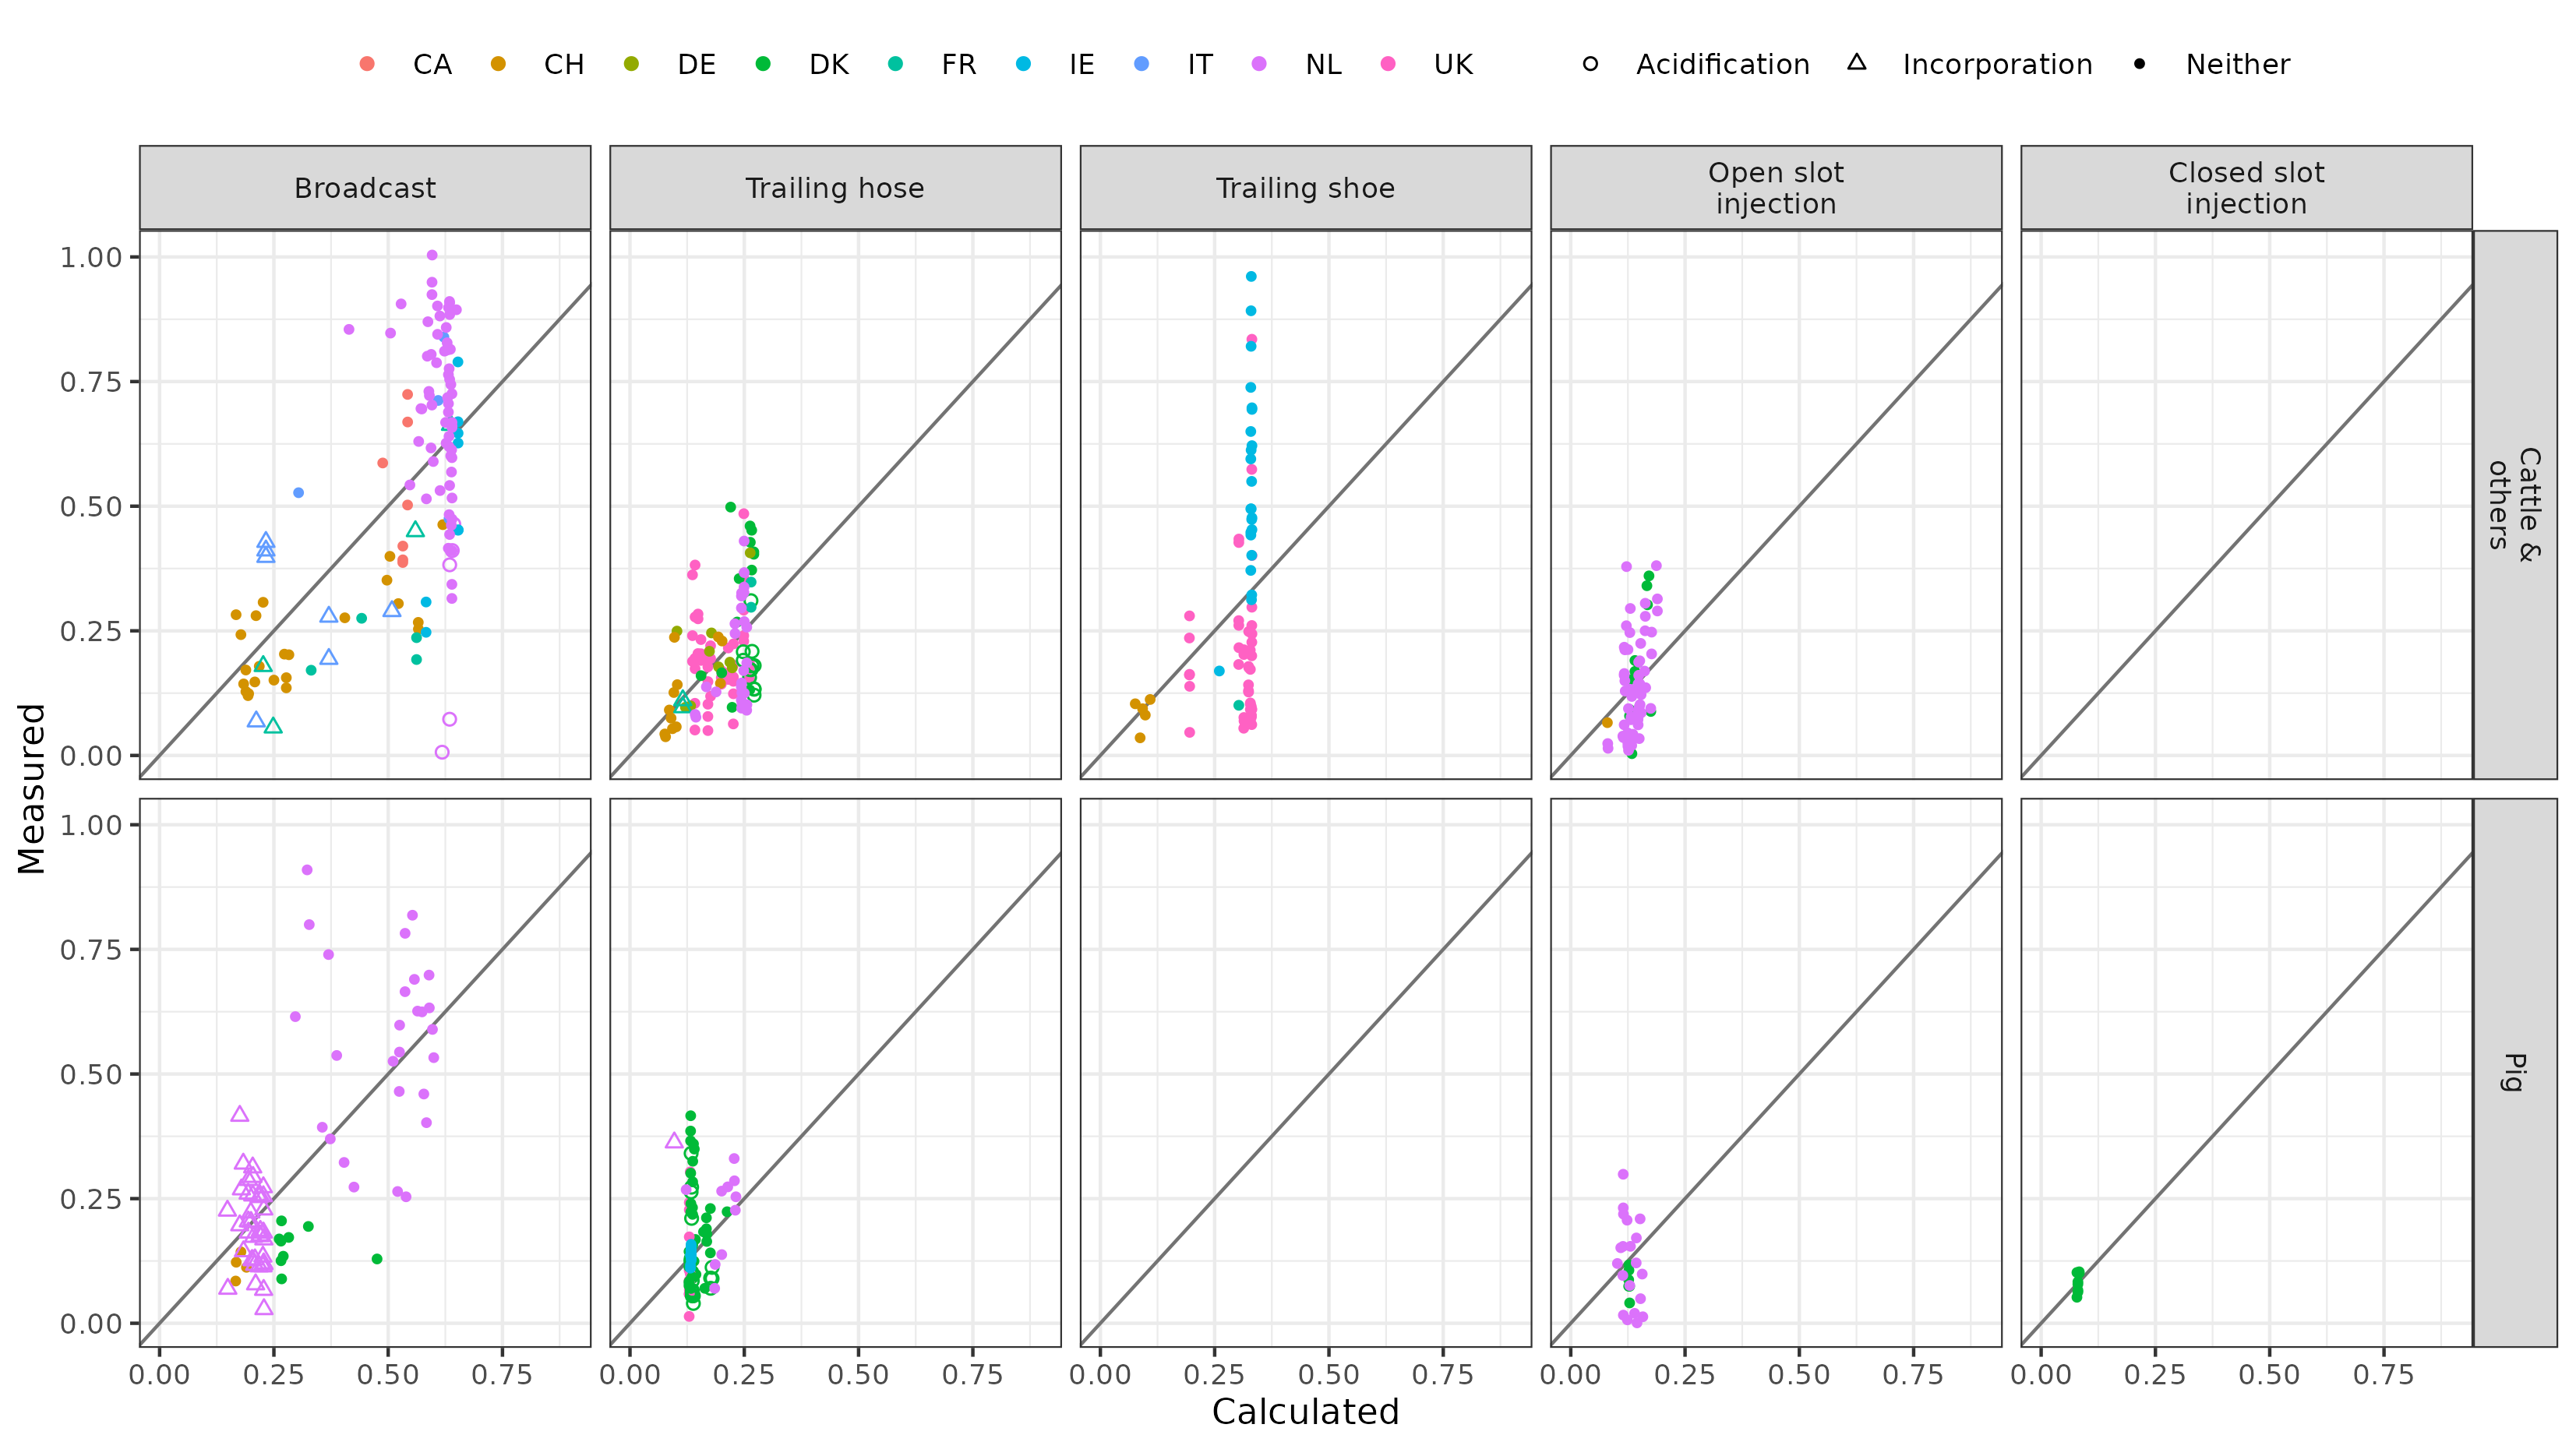 CA CH DE DK FR IE IT NL UK Acidification Incorporation Neither
Broadcast
Trailing hose
Trailing shoe
Open slot
injection
Closed slot
injection
1.00
0.75
0.50
0.25
0.00
Cattle &
others
1.00
0.75
0.50
0.25
0.00
Pig
Measured
0.00 0.25 0.50 0.75 0.00 0.25 0.50 0.75 0.00 0.25 0.50 0.75 0.00 0.25 0.50 0.75 0.00 0.25 0.50 0.75
Calculated